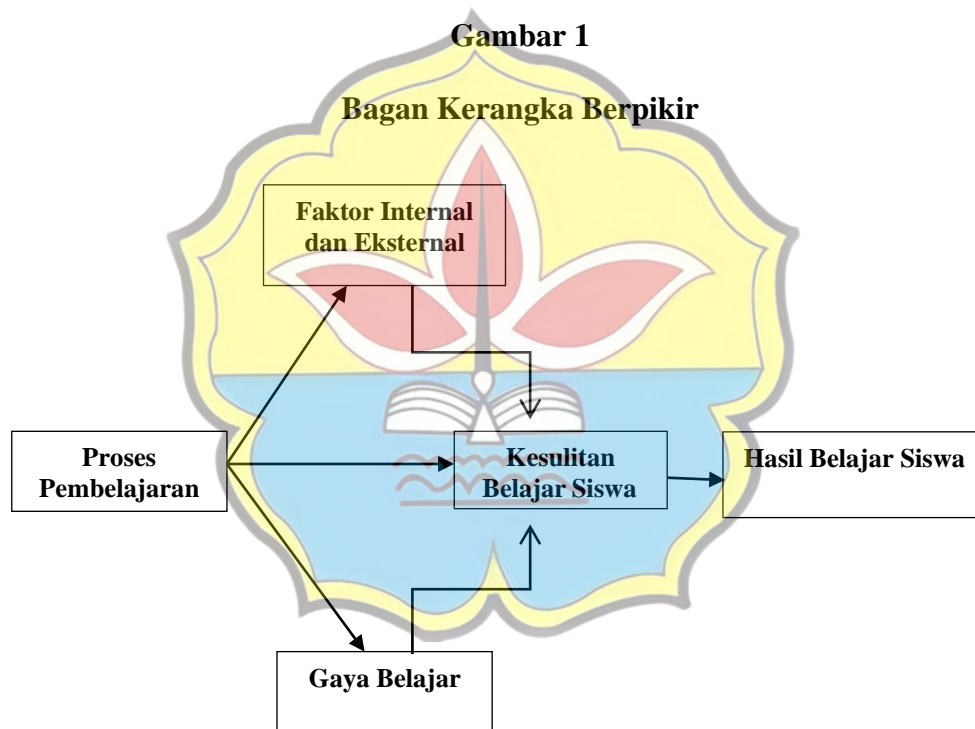 Gambar 1
Bagan Kerangka Berpikir
Faktor Internal
dan Eksternal
Proses
Pembelajaran
Kesulitan
Belajar Siswa
Hasil Belajar Siswa
Gaya Belajar